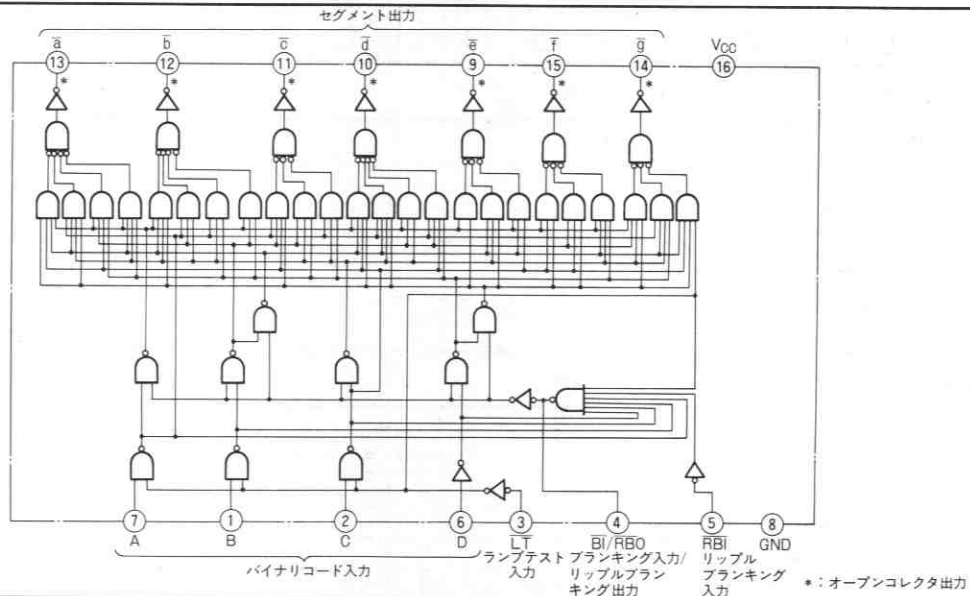 セグメント出力
a b c d e f g VCC
13 12 11 10 9 15 14 16
* * * * * * *
7 1 2 6 3 4 5 8
A B C D LT BI/RBO RBI GND
バイナリコード入力
ランプテスト入力
ブランキング入力/
リップルブラン
キング出力
リップル
ブランキング
入力
*：オープンコレクタ出力